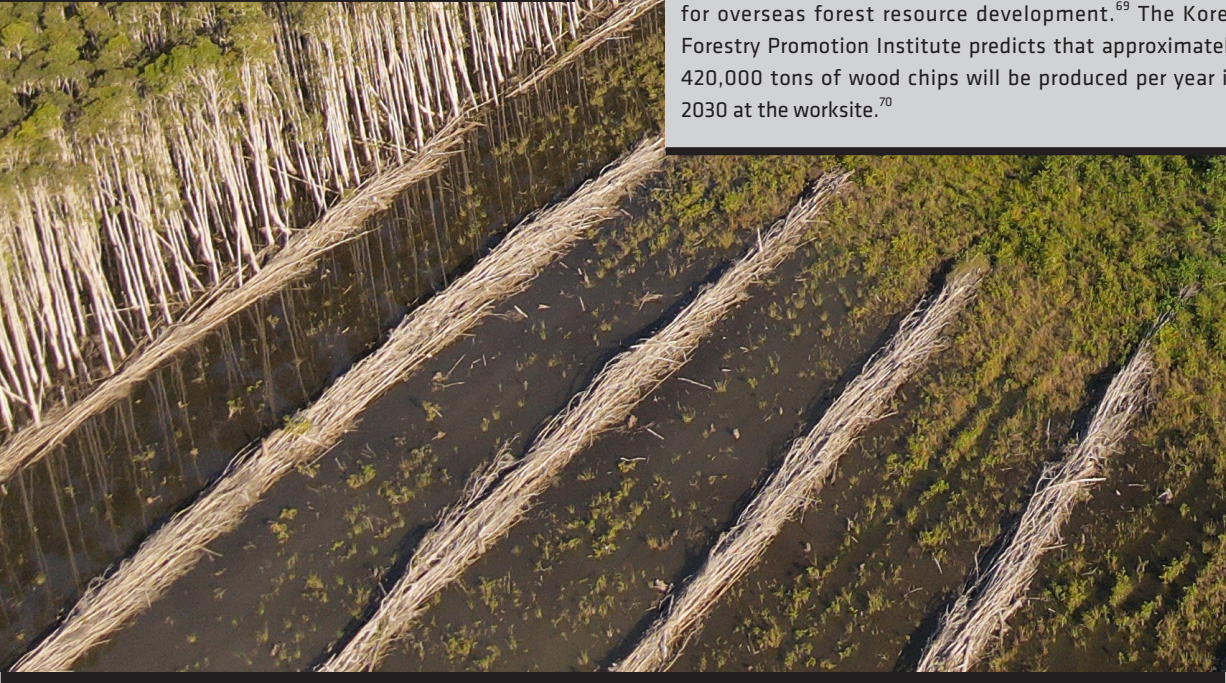 for overseas forest resource development.⁶⁹ The Kore
Forestry Promotion Institute predicts that approximatel
420,000 tons of wood chips will be produced per year i
2030 at the worksite.⁷⁰